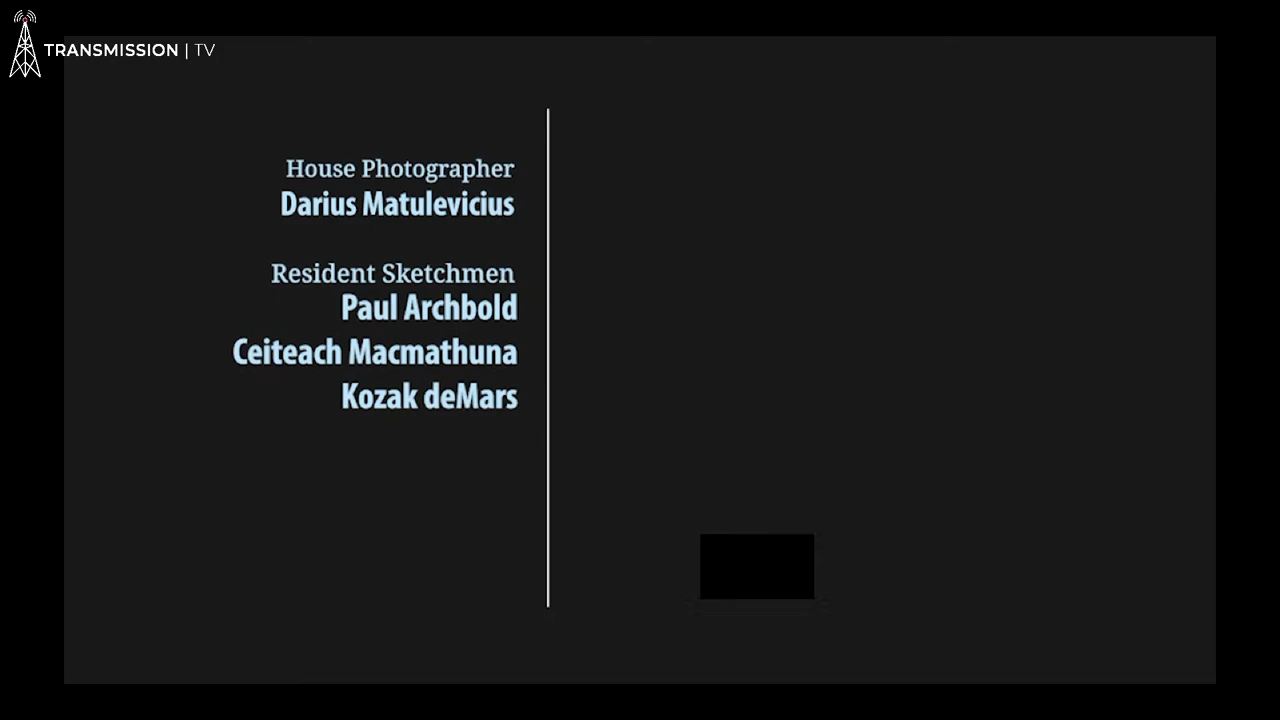 TRANSMISSION | TV
House Photographer
Darius Matulevicius
Resident Sketchmen
Paul Archbold
Ceiteach Macmathuna
Kozak deMars